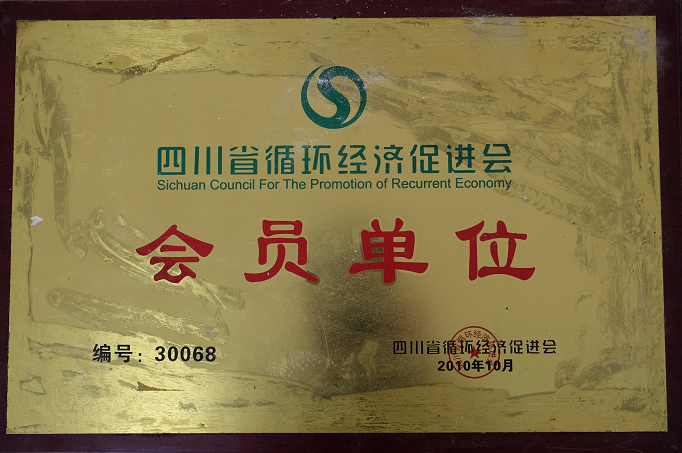 四川省循环经济促进会
Sichuan Council For The Promotion of Recurrent Economy
会员单位
编号：30068
四川省循环经济促进会
2010年10月